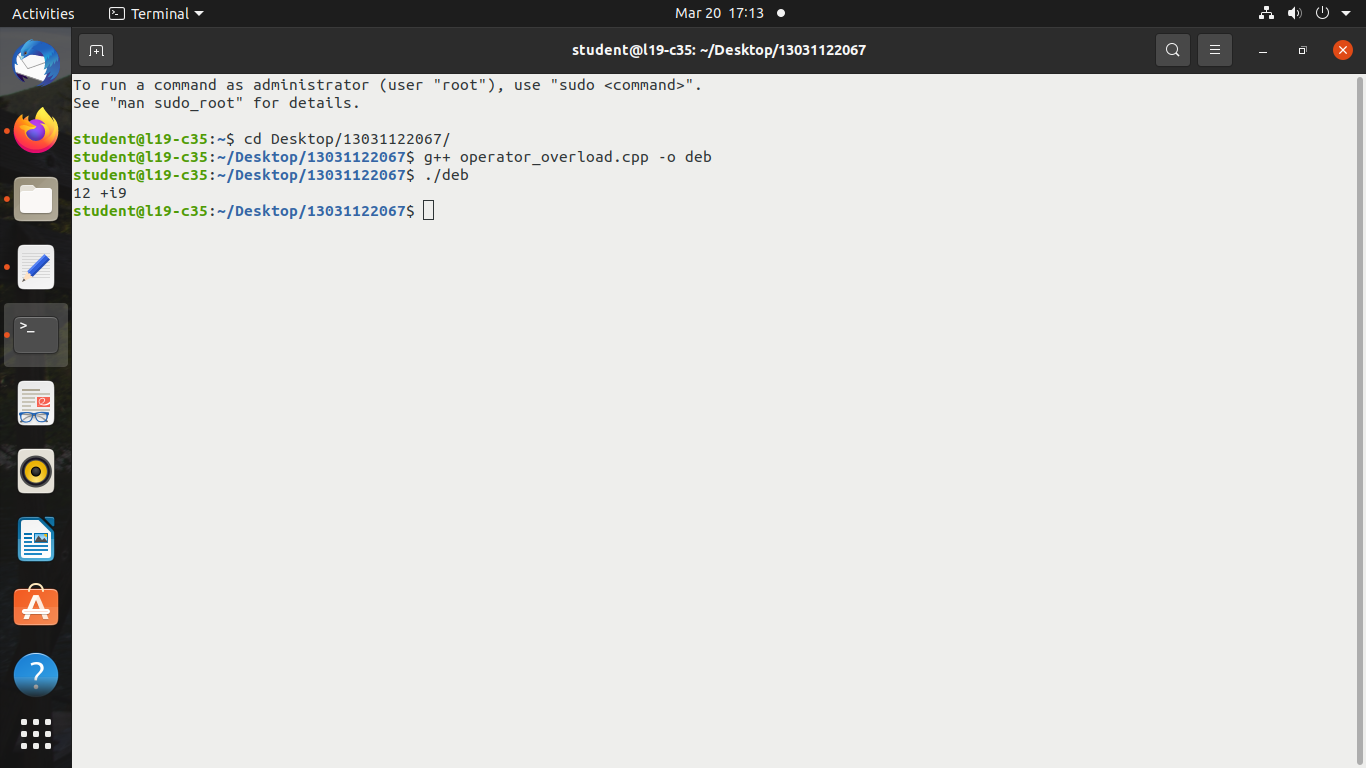 Activities Terminal Mar 20 17:13
student@l19-c35: ~/Desktop/13031122067
To run a command as administrator (user "root"), use "sudo <command>".
See "man sudo_root" for details.
student@l19-c35:~$ cd Desktop/13031122067/
student@l19-c35:~/Desktop/13031122067$ g++ operator_overload.cpp -o deb
student@l19-c35:~/Desktop/13031122067$ ./deb
12 +i9
student@l19-c35:~/Desktop/13031122067$